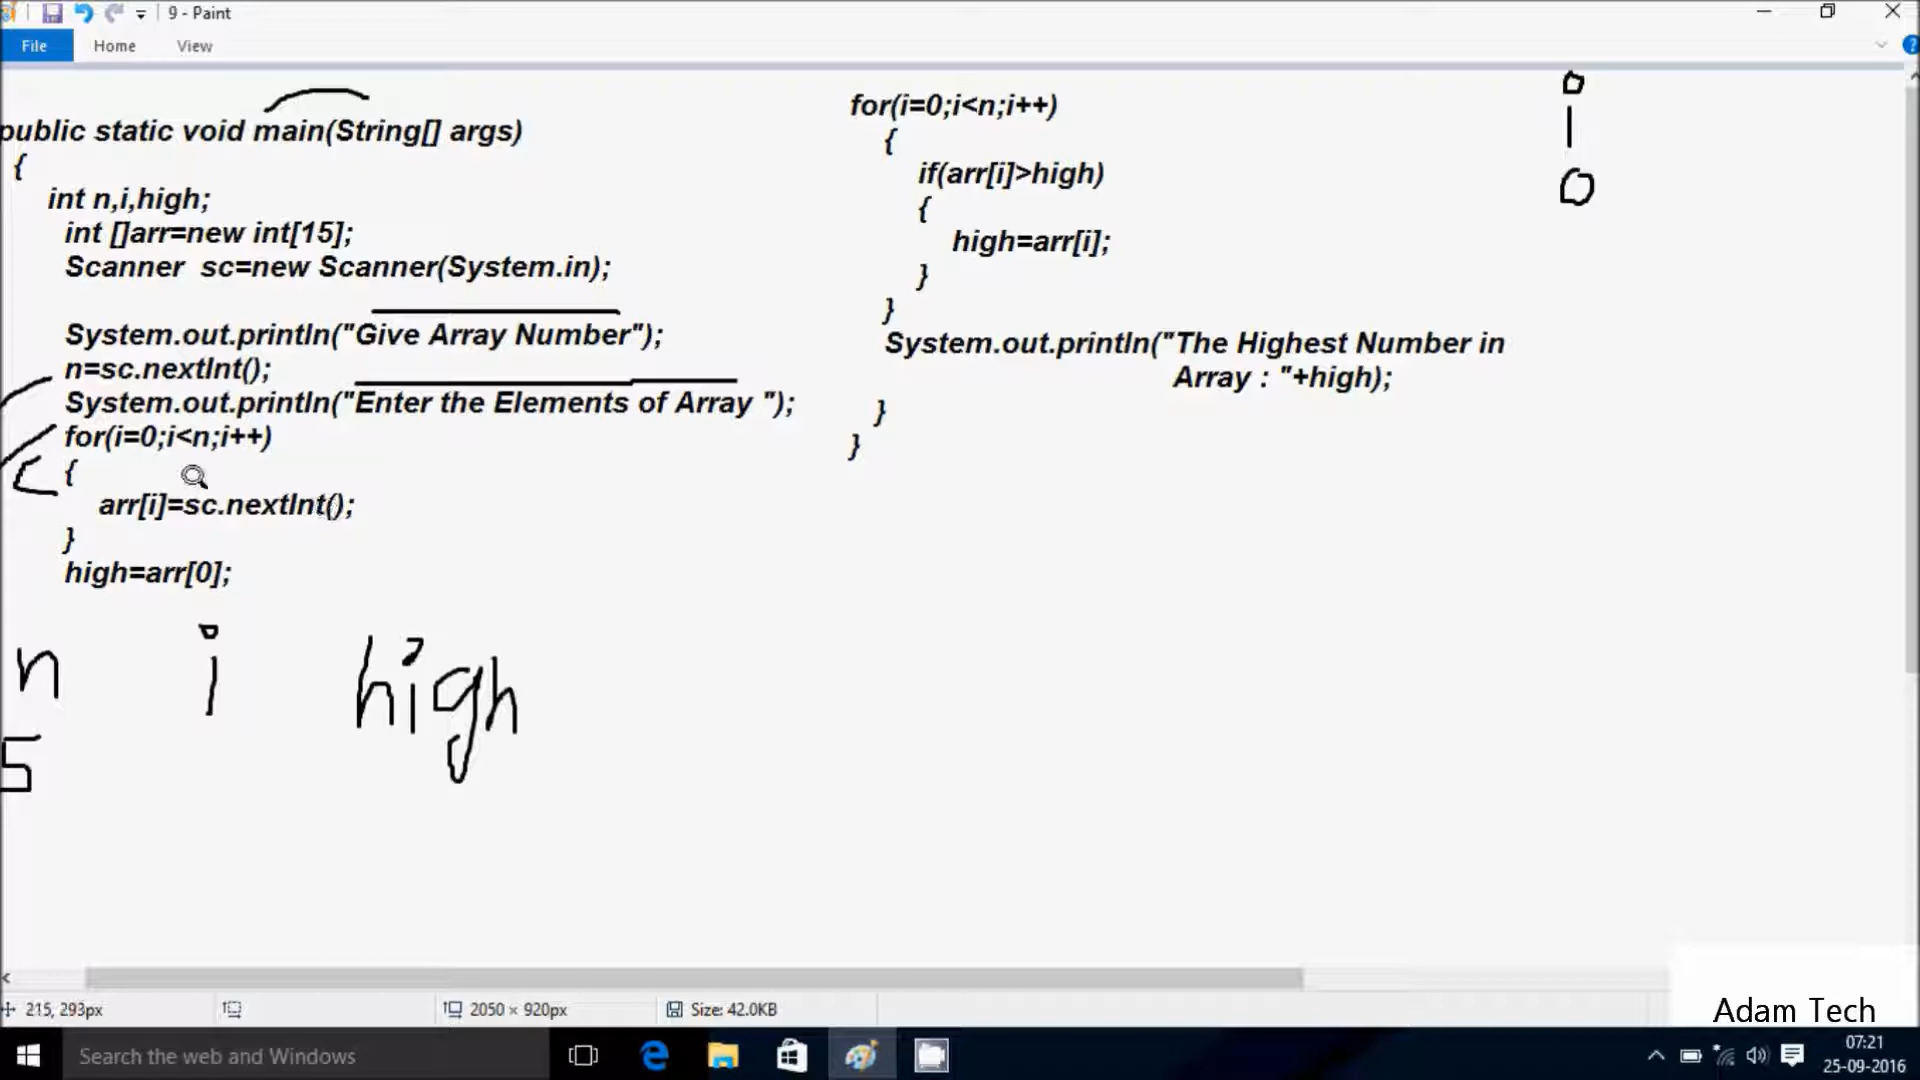 9 - Paint
File Home View
public static void main(String[] args)
{
int n,i,high;
int []arr=new int[15];
Scanner sc=new Scanner(System.in);
System.out.println("Give Array Number");
n=sc.nextInt();
System.out.println("Enter the Elements of Array ");
for(i=0;i<n;i++)
{
arr[i]=sc.nextInt();
}
high=arr[0];
n i high
5
for(i=0;i<n;i++)
{
if(arr[i]>high)
{
high=arr[i];
}
}
System.out.println("The Highest Number in
Array : "+high);
}
}
i
0
215, 293px 2050 × 920px Size: 42.0KB
Adam Tech
Search the web and Windows
07:21
25-09-2016